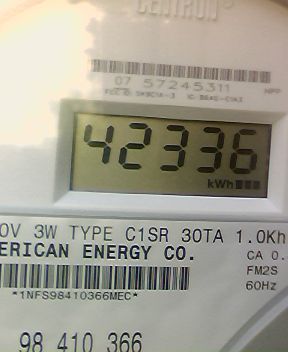 CENTRON®
07 57245311
NPP
42336
kWh
0V 3W TYPE C1SR 30TA 1.0Kh
ERICAN ENERGY CO.
CA 0.
FM2S
60Hz
*1NFS98410366MEC*
98 410 366